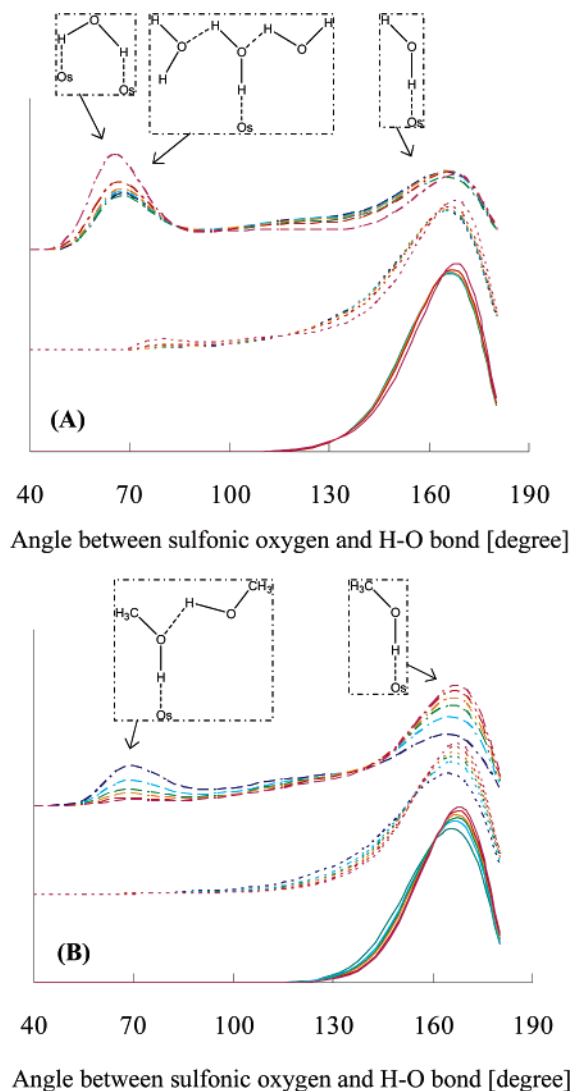 O
H H
Os
Os
H H H
O O O
H H
Os
H
O
H
Os
(A)
40 70 100 130 160 190
Angle between sulfonic oxygen and H-O bond [degree]
CH3
H
H3C O
O
H
Os
H3C
O
H
Os
(B)
40 70 100 130 160 190
Angle between sulfonic oxygen and H-O bond [degree]